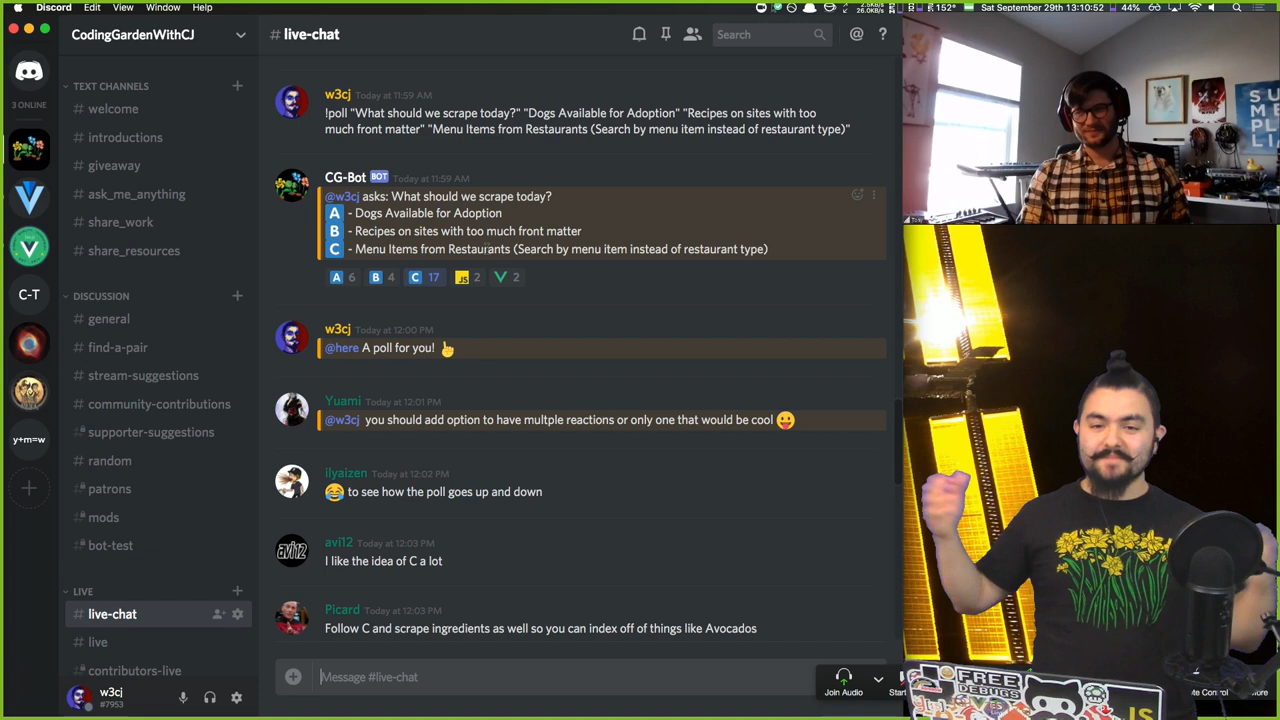 Discord Edit View Window Help
2.5KB/s
26.0KB/s
152° Sat September 29th 13:10:52 44%
CodingGardenWithCJ
# live-chat
Search
3 ONLINE
TEXT CHANNELS
# welcome
# introductions
# giveaway
# ask_me_anything
# share_work
# share_resources
DISCUSSION
# general
# find-a-pair
# stream-suggestions
# community-contributions
supporter-suggestions
# random
patrons
mods
bot-test
LIVE
# live-chat
# live
contributors-live
C-T
y+m=w
w3cj
#7953
w3cj Today at 11:59 AM
!poll "What should we scrape today?" "Dogs Available for Adoption" "Recipes on sites with too
much front matter" "Menu Items from Restaurants (Search by menu item instead of restaurant type)"
CG-Bot BOT Today at 11:59 AM
@w3cj asks: What should we scrape today?
A - Dogs Available for Adoption
B - Recipes on sites with too much front matter
C - Menu Items from Restaurants (Search by menu item instead of restaurant type)
A 6 B 4 C 17 JS 2 2
w3cj Today at 12:00 PM
@here A poll for you! 👆
Yuami Today at 12:01 PM
@w3cj you should add option to have multple reactions or only one that would be cool 😛
ilyaizen Today at 12:02 PM
😂 to see how the poll goes up and down
avi12 Today at 12:03 PM
avi12
I like the idea of C a lot
Picard Today at 12:03 PM
Follow C and scrape ingredients as well so you can index off of things like Avocados
Message #live-chat
Join Audio
FREE
DEBUGS
JS